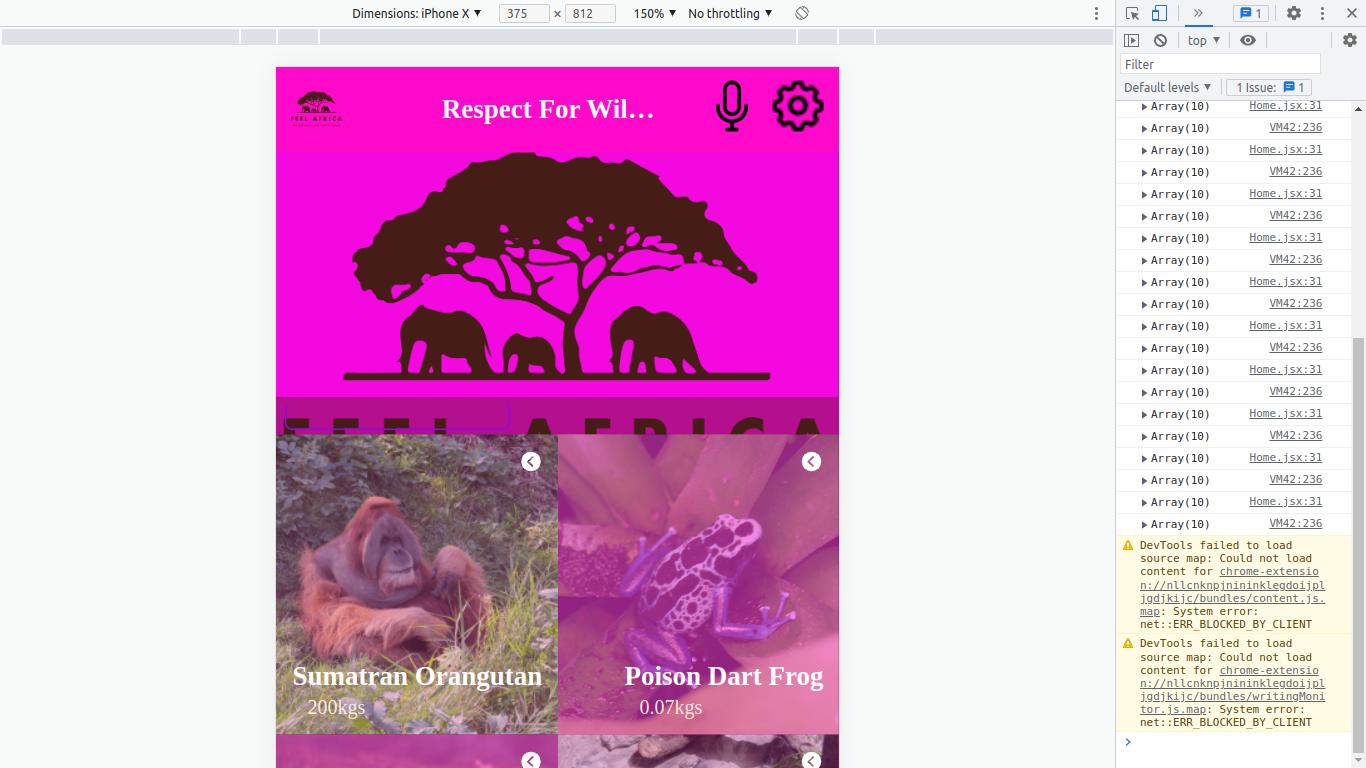 Dimensions: iPhone X 375 × 812 150% No throttling
1
top
Filter
Default levels 1 Issue: 1
FEEL AFRICA
Respect For Wil…
FEEL AFRICA
Sumatran Orangutan
200kgs
Poison Dart Frog
0.07kgs
Array(10) Home.jsx:31
Array(10) VM42:236
Array(10) Home.jsx:31
Array(10) VM42:236
Array(10) Home.jsx:31
Array(10) VM42:236
Array(10) Home.jsx:31
Array(10) VM42:236
Array(10) Home.jsx:31
Array(10) VM42:236
Array(10) Home.jsx:31
Array(10) VM42:236
Array(10) Home.jsx:31
Array(10) VM42:236
Array(10) Home.jsx:31
Array(10) VM42:236
Array(10) Home.jsx:31
Array(10) VM42:236
Array(10) Home.jsx:31
Array(10) VM42:236
DevTools failed to load
source map: Could not load
content for chrome-extensio
n://nllcnknpjnininklegdoijpl
jgdjkijc/bundles/content.js.
map: System error:
net::ERR_BLOCKED_BY_CLIENT
DevTools failed to load
source map: Could not load
content for chrome-extensio
n://nllcnknpjnininklegdoijpl
jgdjkijc/bundles/writingMoni
tor.js.map: System error:
net::ERR_BLOCKED_BY_CLIENT